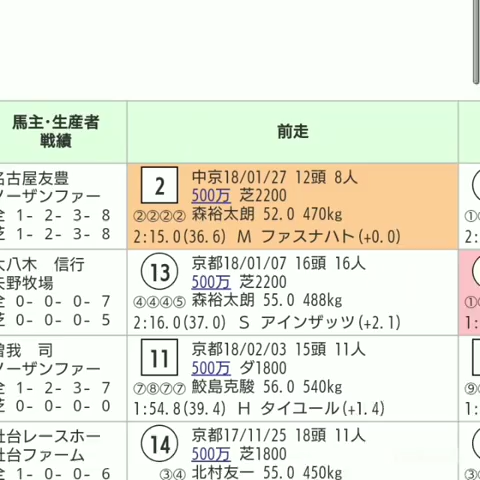 馬主・生産者
戦績
前走
名古屋友豊
ノーザンファー
全 1- 2- 3- 8
芝 1- 2- 3- 8
2
中京18/01/27 12頭 8人
500万 芝2200
②②②② 森裕太朗 52.0 470kg
2:15.0(36.6) M ファスナハト(+0.0)
大八木 信行
矢野牧場
全 0- 0- 0- 7
芝 0- 0- 0- 5
13
京都18/01/07 16頭 16人
500万 芝2200
④④④⑤ 森裕太朗 55.0 488kg
2:16.0(37.0) S アインザッツ(+2.1)
曽我 司
ノーザンファー
全 1- 2- 3- 7
芝 0- 0- 0- 0
11
京都18/02/03 15頭 11人
500万 ダ1800
⑦⑧⑦⑦ 鮫島克駿 56.0 540kg
1:54.8(39.4) H タイユール(+1.4)
社台レースホー
社台ファーム
全 1- 0- 0- 6
14
京都17/11/25 18頭 11人
500万 芝1800
③④ 北村友一 55.0 450kg